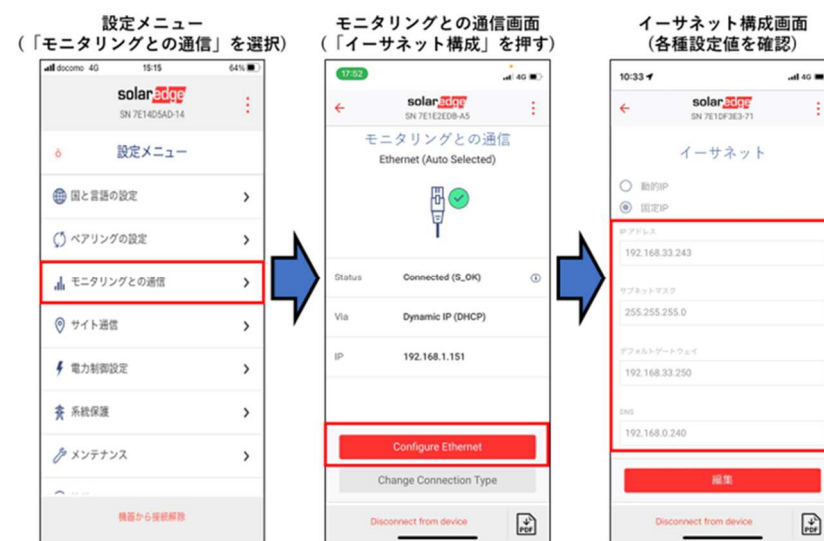 設定メニュー
(「モニタリングとの通信」を選択)
docomo 4G 15:15 64%
solaredge
SN 7E14D5AD-14
設定メニュー
国と言語の設定
ペアリングの設定
モニタリングとの通信
サイト通信
電力制御設定
系統保護
メンテナンス
機器から接続解除
モニタリングとの通信画面
(「イーサネット構成」を押す)
17:52 4G
solaredge
SN 7E1E2EDB-A5
モニタリングとの通信
Ethernet (Auto Selected)
Status Connected (S_OK)
Via Dynamic IP (DHCP)
IP 192.168.1.151
Configure Ethernet
Change Connection Type
Disconnect from device
PDF
イーサネット構成画面
(各種設定値を確認)
10:33 4G
solaredge
SN 7E1DF3E3-71
イーサネット
動的IP
固定IP
IPアドレス
192.168.33.243
サブネットマスク
255.255.255.0
デフォルトゲートウェイ
192.168.33.250
DNS
192.168.0.240
編集
Disconnect from device
PDF